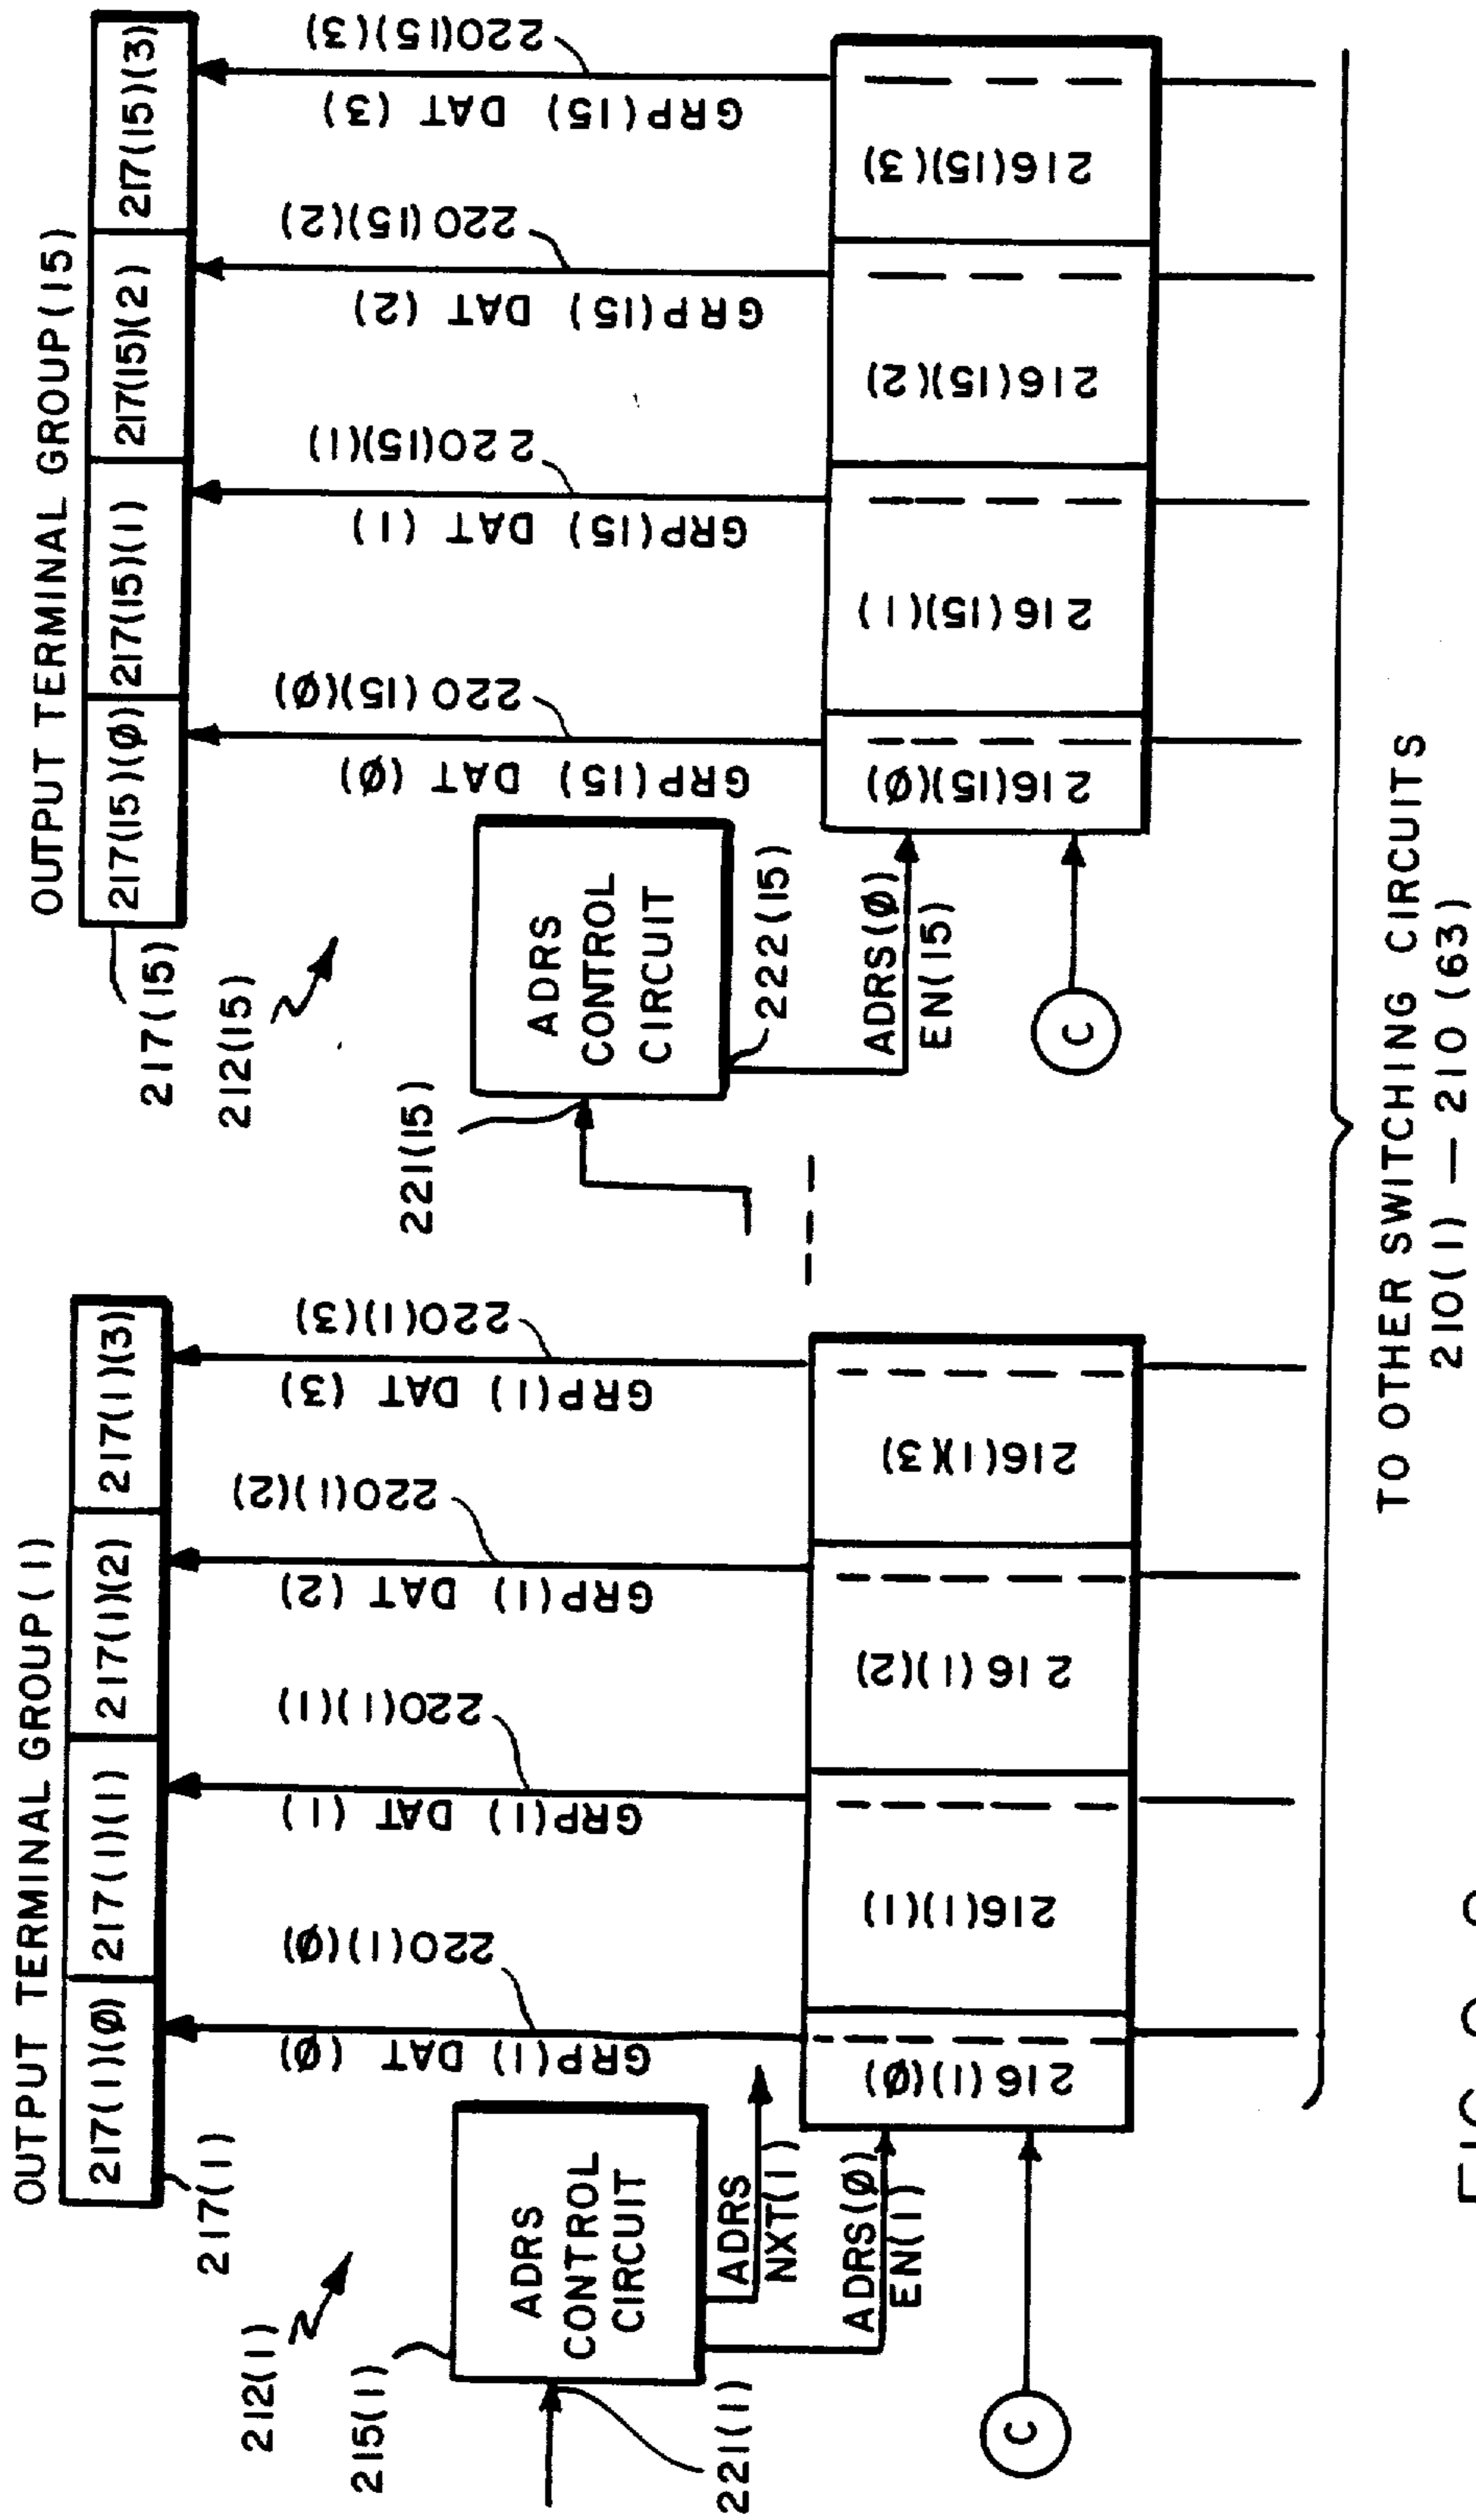 OUTPUT TERMINAL GROUP(1)
217(1)(Ø)
217(1)(1)
217(1)(2)
217(1)(3)
217(1)
212(1)
215(1)
221(1)
ADRS
CONTROL
CIRCUIT
ADRS
NXT(1)
ADRS(Ø)
EN(1)
C
GRP(1) DAT (Ø)
220(1)(Ø)
GRP(1) DAT (1)
220(1)(1)
GRP(1) DAT (2)
220(1)(2)
GRP(1) DAT (3)
220(1)(3)
216(1)(Ø)
216(1)(1)
216(1)(2)
216(1)(3)
OUTPUT TERMINAL GROUP(15)
217(15)(Ø)
217(15)(1)
217(15)(2)
217(15)(3)
217(15)
212(15)
221(15)
ADRS
CONTROL
CIRCUIT
222(15)
ADRS(Ø)
EN(15)
C
GRP(15) DAT (Ø)
220(15)(Ø)
GRP(15) DAT (1)
220(15)(1)
GRP(15) DAT (2)
220(15)(2)
GRP(15) DAT (3)
220(15)(3)
216(15)(Ø)
216(15)(1)
216(15)(2)
216(15)(3)
TO OTHER SWITCHING CIRCUITS
210(1) — 210(63)